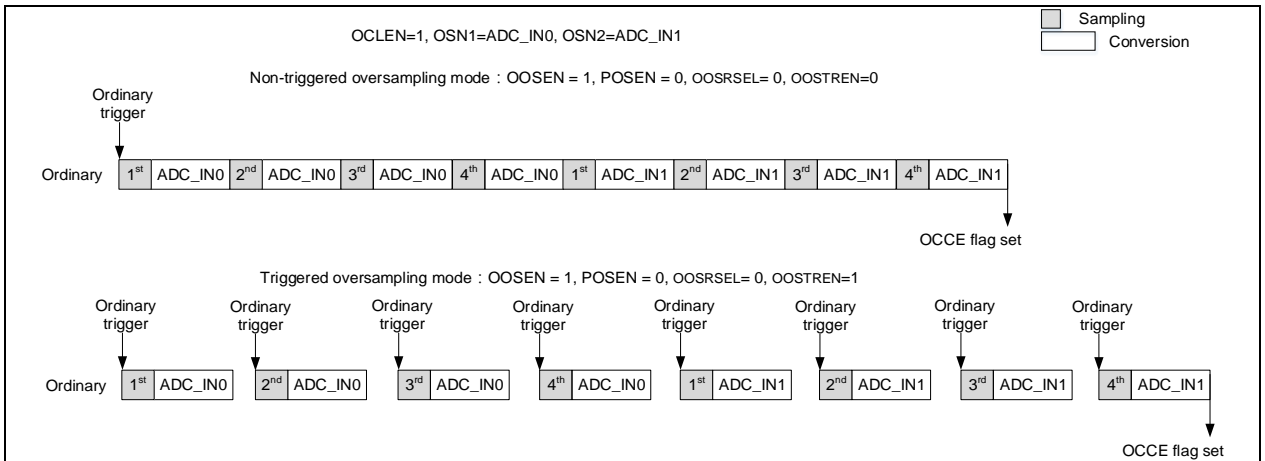 Sampling
Conversion
OCLEN=1, OSN1=ADC_IN0, OSN2=ADC_IN1
Non-triggered oversampling mode : OOSEN = 1, POSEN = 0, OOSRSEL= 0, OOSTREN=0
Ordinary
trigger
Ordinary 1st ADC_IN0 2nd ADC_IN0 3rd ADC_IN0 4th ADC_IN0 1st ADC_IN1 2nd ADC_IN1 3rd ADC_IN1 4th ADC_IN1
OCCE flag set
Triggered oversampling mode : OOSEN = 1, POSEN = 0, OOSRSEL= 0, OOSTREN=1
Ordinary Ordinary Ordinary Ordinary Ordinary Ordinary Ordinary Ordinary
trigger trigger trigger trigger trigger trigger trigger trigger
Ordinary 1st ADC_IN0 2nd ADC_IN0 3rd ADC_IN0 4th ADC_IN0 1st ADC_IN1 2nd ADC_IN1 3rd ADC_IN1 4th ADC_IN1
OCCE flag set